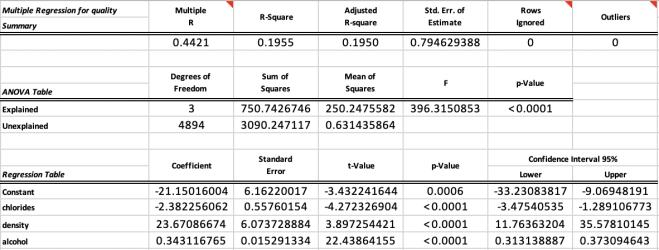 Multiple Regression for quality Multiple Adjusted Std. Err. of Rows
R-Square Outliers
Summary R R-square Estimate Ignored
0.4421 0.1955 0.1950 0.794629388 0 0
Degrees of Sum of Mean of
F p-Value
ANOVA Table Freedom Squares Squares
Explained 3 750.7426746 250.2475582 396.3150853 <0.0001
Unexplained 4894 3090.247117 0.631435864
Standard Confidence Interval 95%
Coefficient t-Value p-Value
Regression Table Error Lower Upper
Constant -21.15016004 6.16220017 -3.432241644 0.0006 -33.23083817 -9.06948191
chlorides -2.382256062 0.55760154 -4.272326904 <0.0001 -3.47540535 -1.289106773
density 23.67086674 6.073728884 3.897254421 <0.0001 11.76363204 35.57810145
alcohol 0.343116765 0.015291334 22.43864155 <0.0001 0.313138887 0.373094643